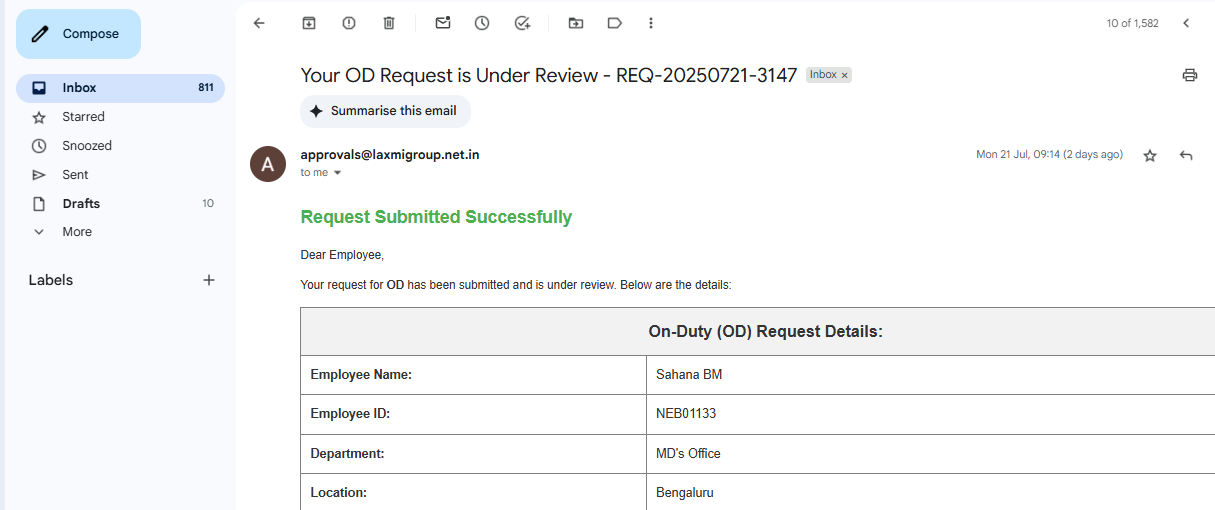 Compose
10 of 1,582
Your OD Request is Under Review - REQ-20250721-3147 Inbox ×
Inbox 811
Summarise this email
Starred
Snoozed
approvals@laxmigroup.net.in Mon 21 Jul, 09:14 (2 days ago)
A
to me
Sent
Drafts 10
More
Labels +
Request Submitted Successfully
Dear Employee,
Your request for OD has been submitted and is under review. Below are the details:
On-Duty (OD) Request Details:
Employee Name: Sahana BM
Employee ID: NEB01133
Department: MD's Office
Location: Bengaluru